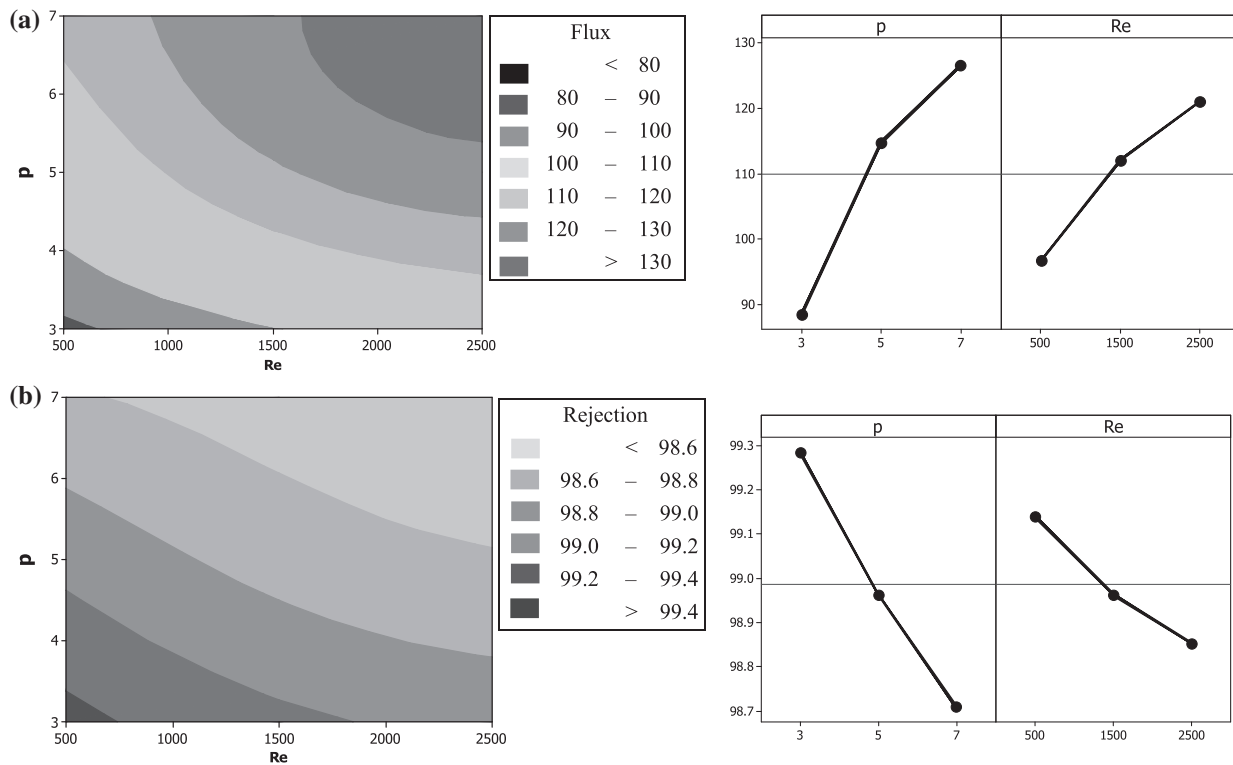 (a)
7
6
5
4
3
p
500
1000
1500
2000
2500
Re
Flux
< 80
80 – 90
90 – 100
100 – 110
110 – 120
120 – 130
> 130
p
Re
130
120
110
100
90
3
5
7
500
1500
2500
(b)
7
6
5
4
3
p
500
1000
1500
2000
2500
Re
Rejection
< 98.6
98.6 – 98.8
98.8 – 99.0
99.0 – 99.2
99.2 – 99.4
> 99.4
p
Re
99.3
99.2
99.1
99.0
98.9
98.8
98.7
3
5
7
500
1500
2500